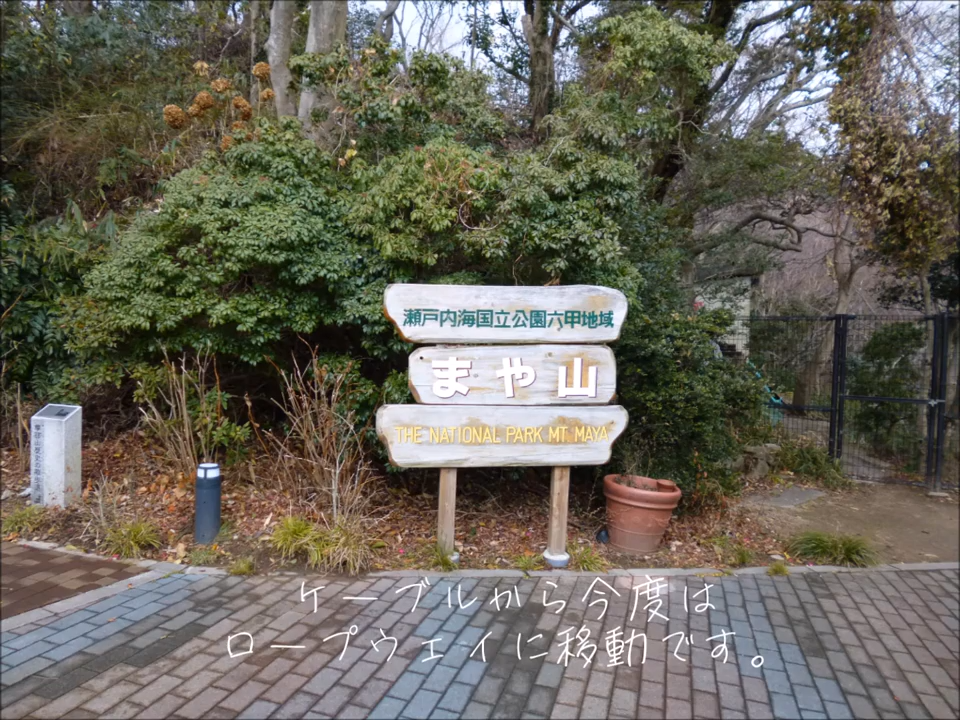 瀬戸内海国立公園六甲地域
まや山
THE NATIONAL PARK MT. MAYA
ケーブルから今度は
ロープウェイに移動です。